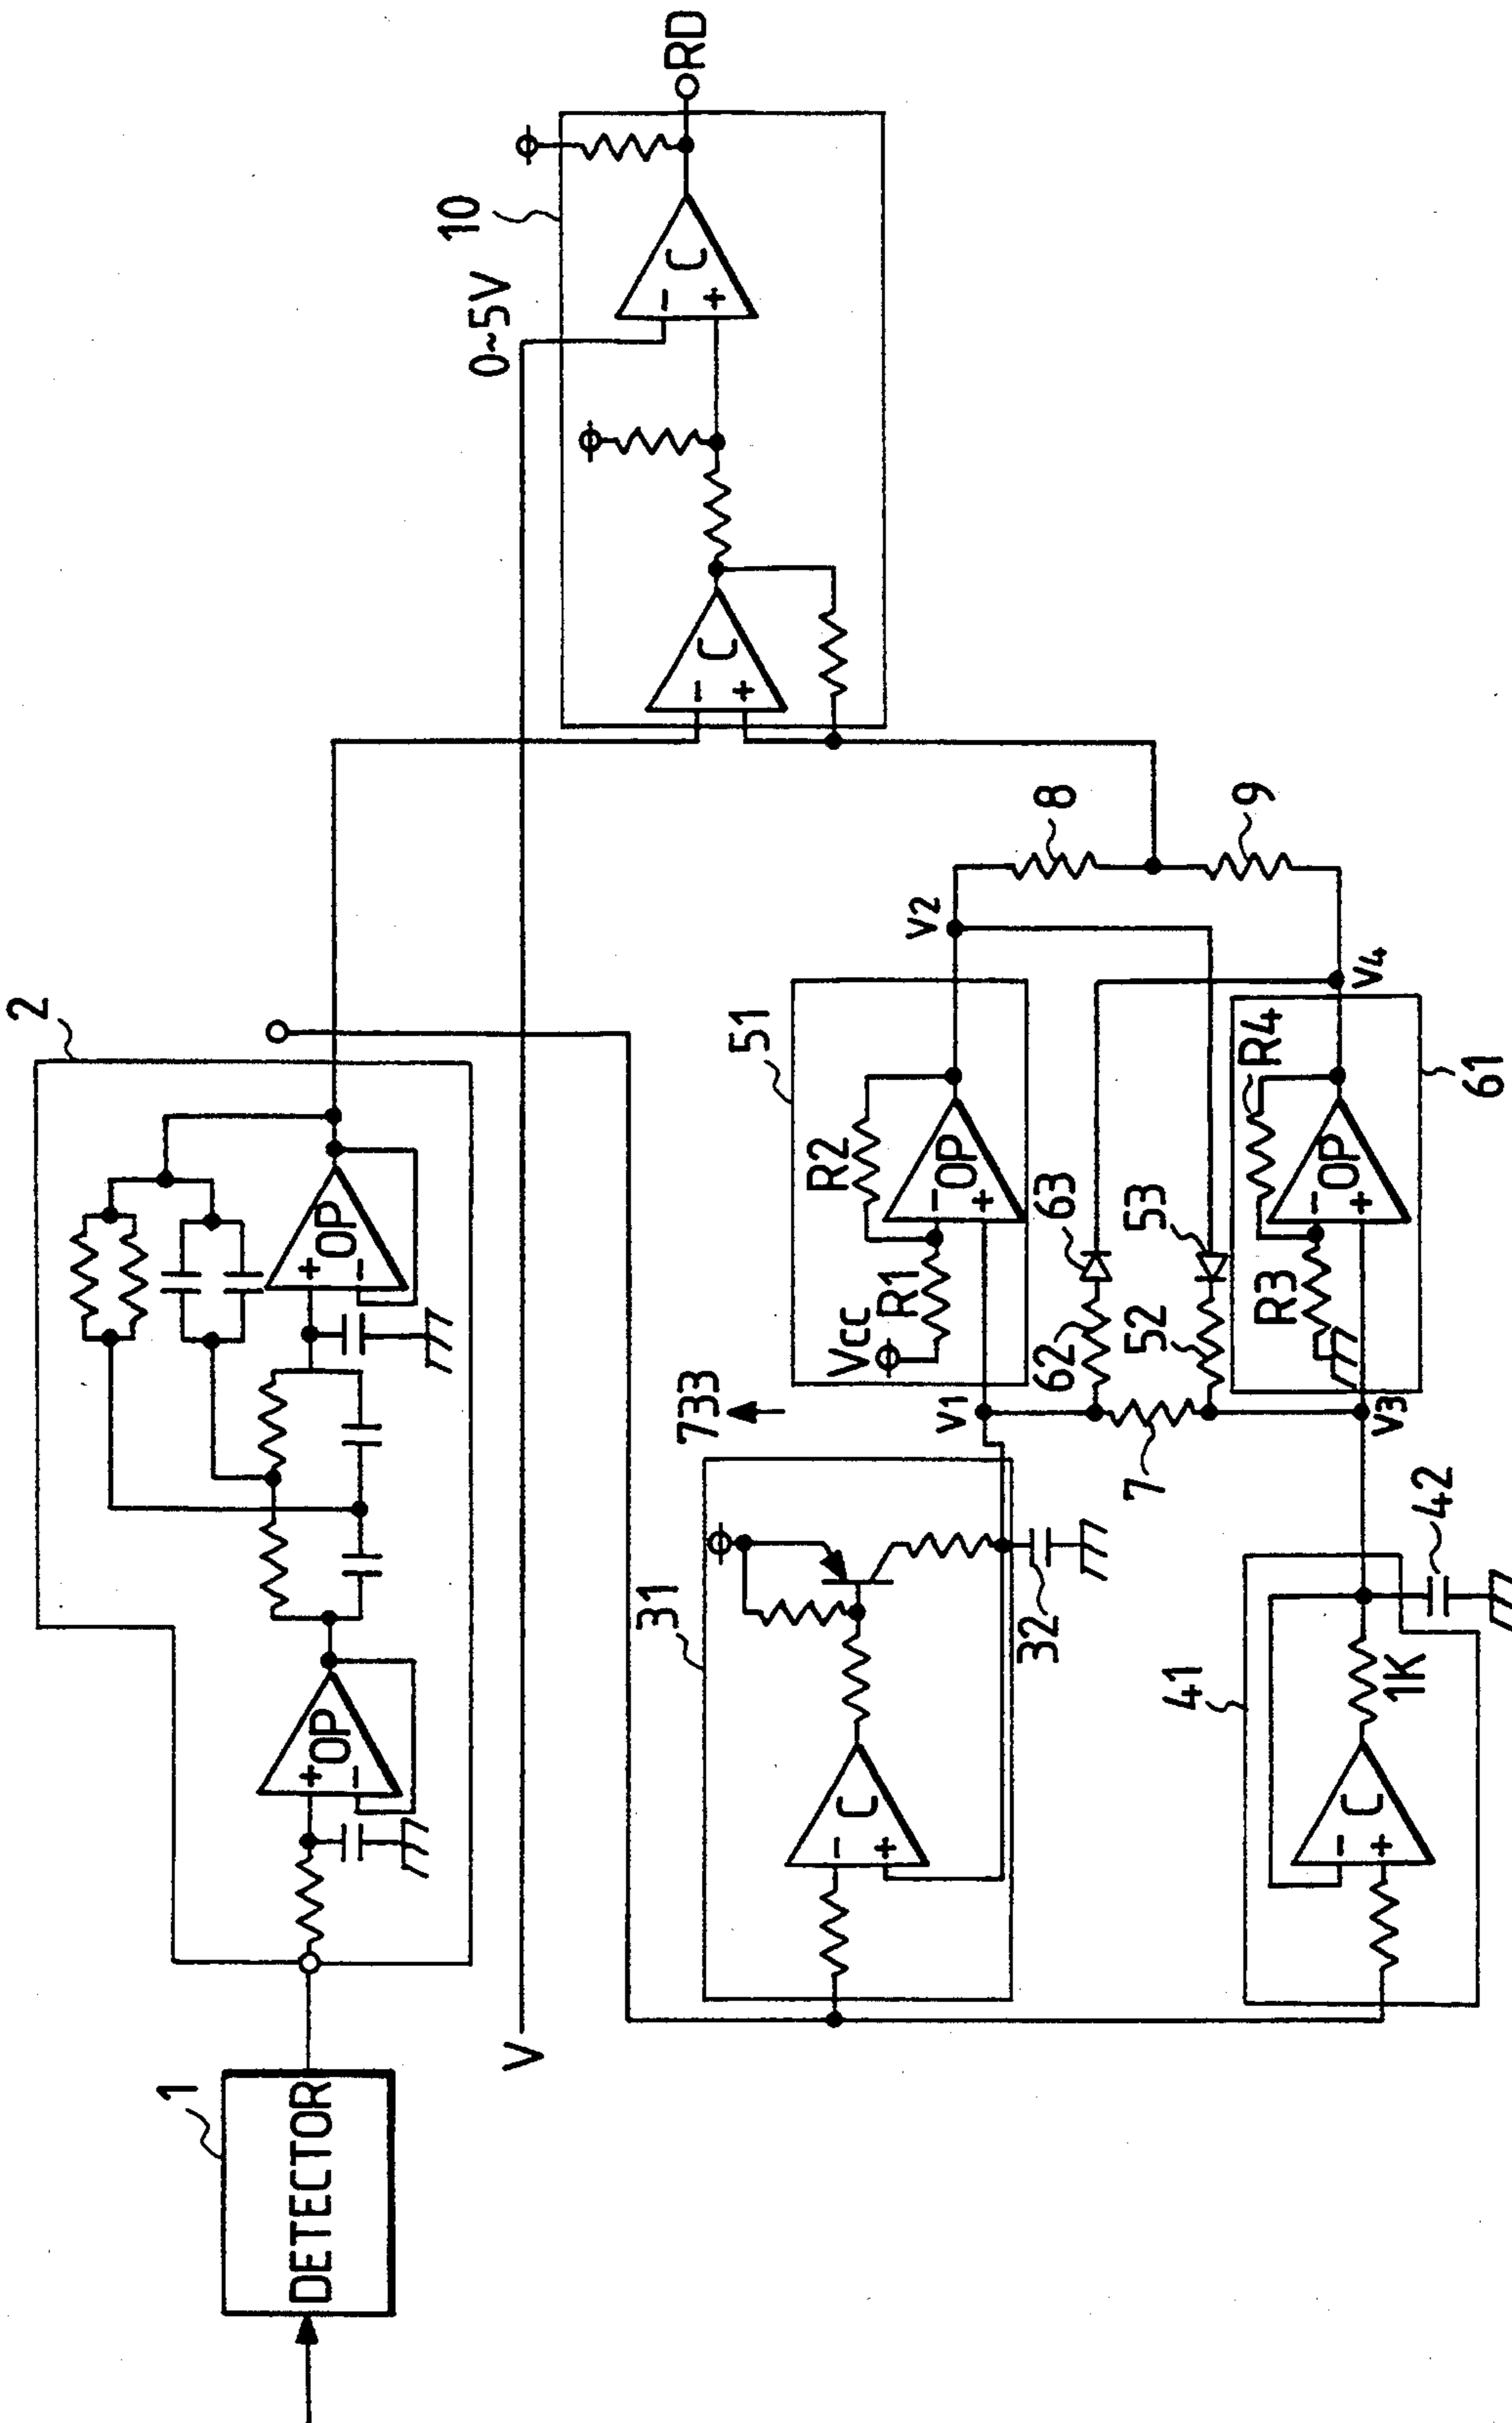 1
DETECTOR
2
+
OP
-
+
OP
-
V
0~5V
10
-
C
+
-
C
+
RD
31
-
C
+
32
733
V1
51
Vcc
R1
R2
-
OP
+
V2
62
63
52
53
7
8
9
41
-
C
+
1K
42
V3
61
R3
R4
-
OP
+
V4